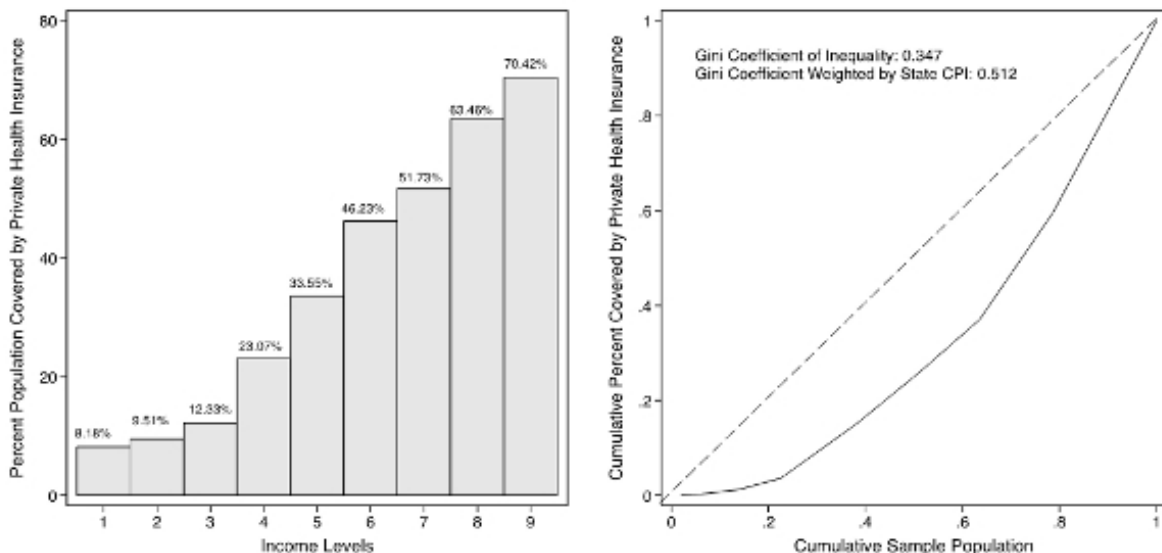 Percent Population Covered by Private Health Insurance
80
60
40
20
0
8.18%
9.51%
12.33%
23.07%
33.55%
46.23%
51.73%
63.46%
70.42%
1 2 3 4 5 6 7 8 9
Income Levels
Cumulative Percent Covered by Private Health Insurance
1
.8
.6
.4
.2
0
Gini Coefficient of Inequality: 0.347
Gini Coefficient Weighted by State CPI: 0.512
0 .2 .4 .6 .8 1
Cumulative Sample Population